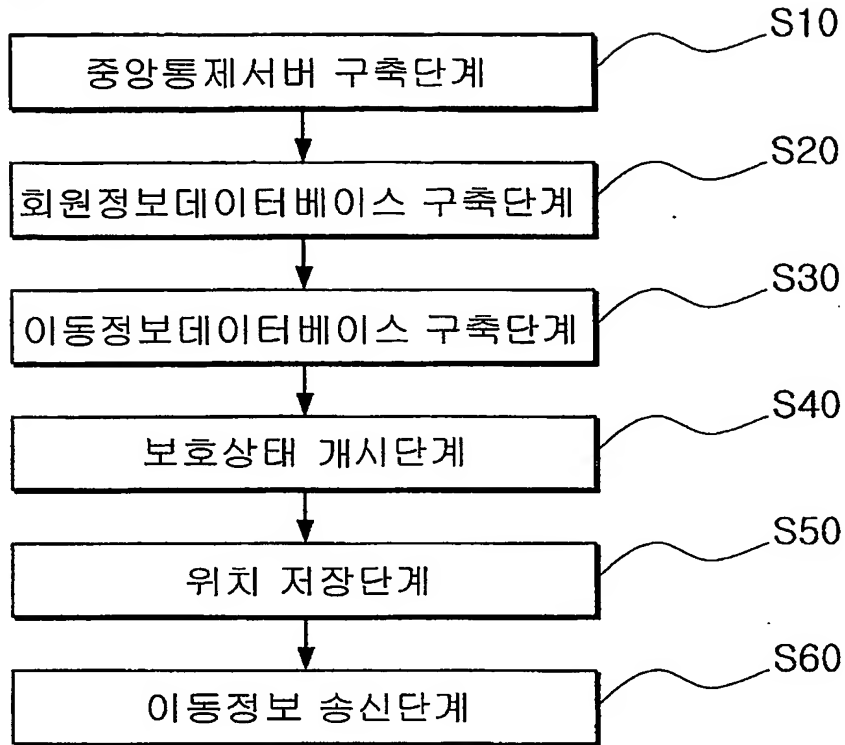 S10
중앙통제서버 구축단계
S20
회원정보데이터베이스 구축단계
S30
이동정보데이터베이스 구축단계
S40
보호상태 개시단계
S50
위치 저장단계
S60
이동정보 송신단계